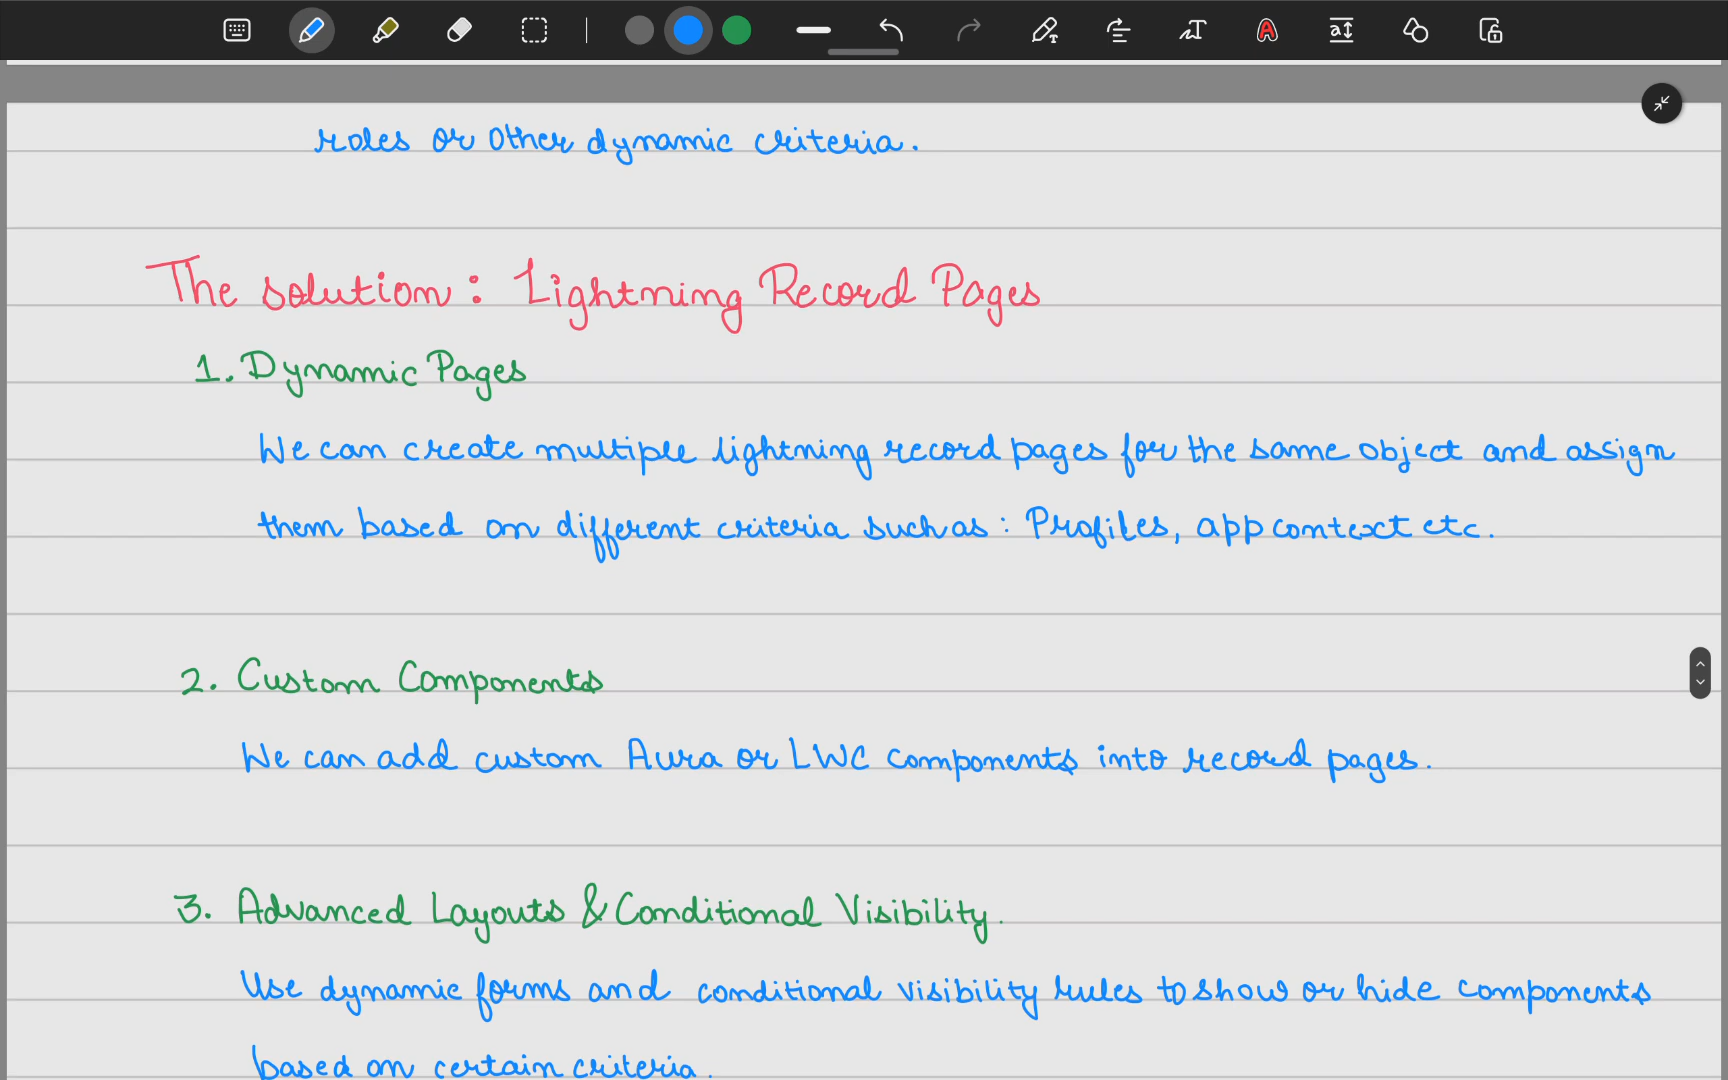 roles or other dynamic criteria.
The solution: Lightning Record Pages
1. Dynamic Pages
We can create multiple lightning record pages for the same object and assign
them based on different criteria such as: Profiles, app context etc.
2. Custom Components
We can add custom Aura or LWC components into record pages.
3. Advanced Layouts & Conditional Visibility.
Use dynamic forms and conditional visibility rules to show or hide components
based on certain criteria.